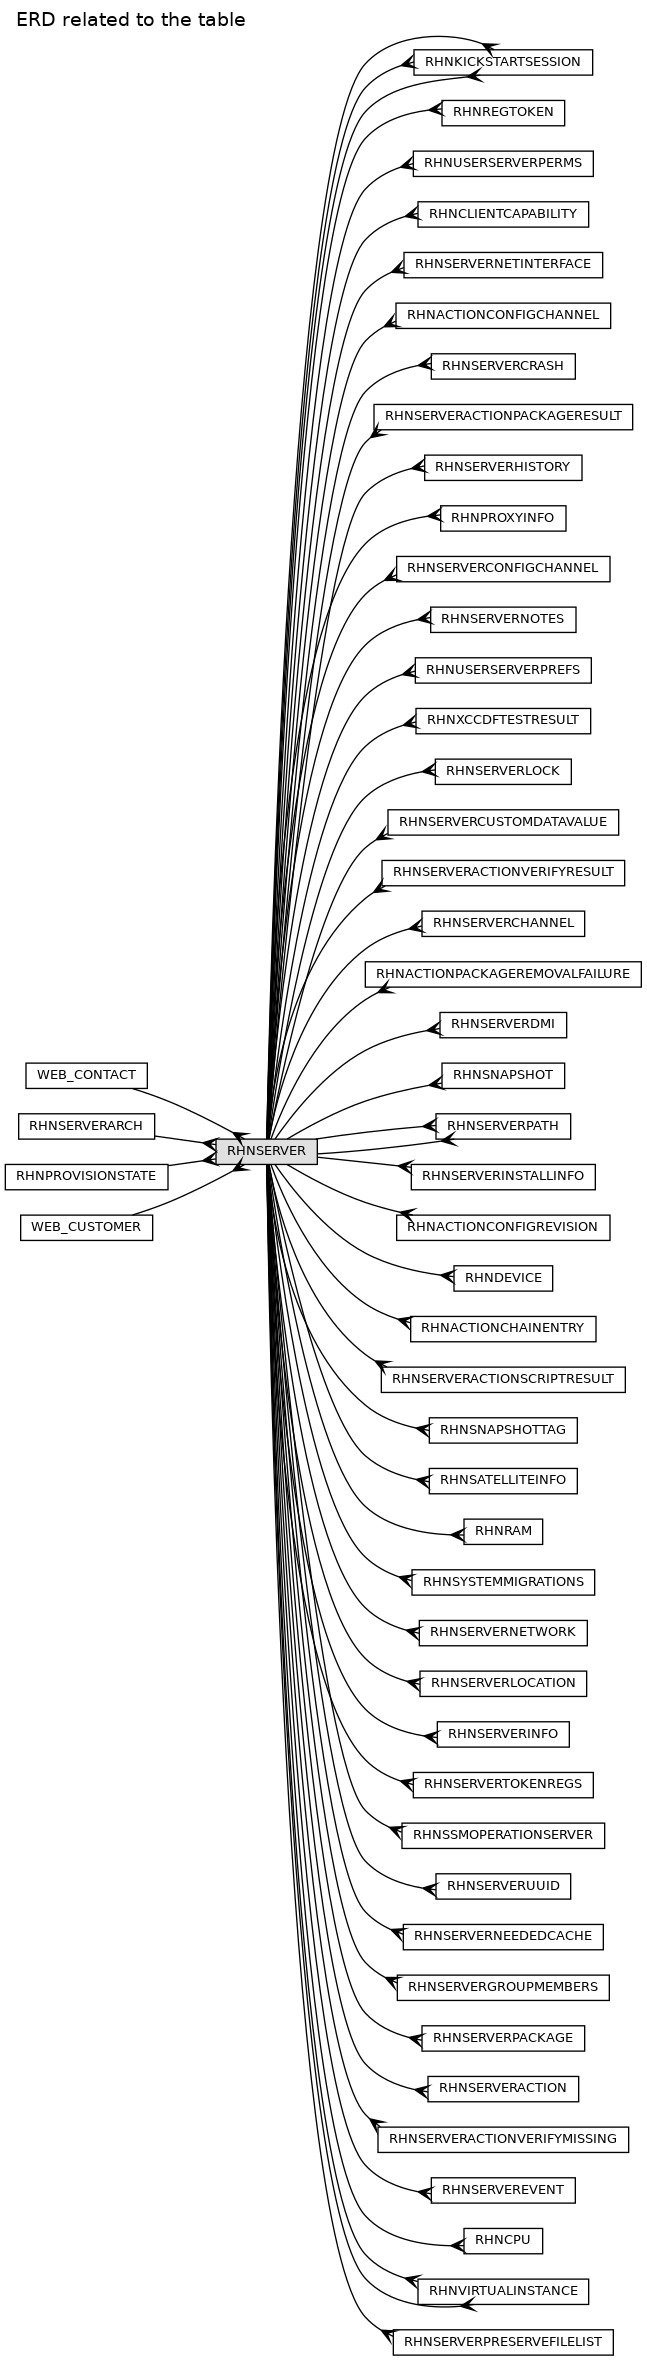 ERD related to the table
RHNKICKSTARTSESSION
RHNREGTOKEN
RHNUSERSERVERPERMS
RHNCLIENTCAPABILITY
RHNSERVERNETINTERFACE
RHNACTIONCONFIGCHANNEL
RHNSERVERCRASH
RHNSERVERACTIONPACKAGERESULT
RHNSERVERHISTORY
RHNPROXYINFO
RHNSERVERCONFIGCHANNEL
RHNSERVERNOTES
RHNUSERSERVERPREFS
RHNXCCDFTESTRESULT
RHNSERVERLOCK
RHNSERVERCUSTOMDATAVALUE
RHNSERVERACTIONVERIFYRESULT
RHNSERVERCHANNEL
RHNACTIONPACKAGEREMOVALFAILURE
RHNSERVERDMI
WEB_CONTACT
RHNSNAPSHOT
RHNSERVERARCH
RHNSERVERPATH
RHNSERVER
RHNPROVISIONSTATE
RHNSERVERINSTALLINFO
WEB_CUSTOMER
RHNACTIONCONFIGREVISION
RHNDEVICE
RHNACTIONCHAINENTRY
RHNSERVERACTIONSCRIPTRESULT
RHNSNAPSHOTTAG
RHNSATELLITEINFO
RHNRAM
RHNSYSTEMMIGRATIONS
RHNSERVERNETWORK
RHNSERVERLOCATION
RHNSERVERINFO
RHNSERVERTOKENREGS
RHNSSMOPERATIONSERVER
RHNSERVERUUID
RHNSERVERNEEDEDCACHE
RHNSERVERGROUPMEMBERS
RHNSERVERPACKAGE
RHNSERVERACTION
RHNSERVERACTIONVERIFYMISSING
RHNSERVEREVENT
RHNCPU
RHNVIRTUALINSTANCE
RHNSERVERPRESERVEFILELIST